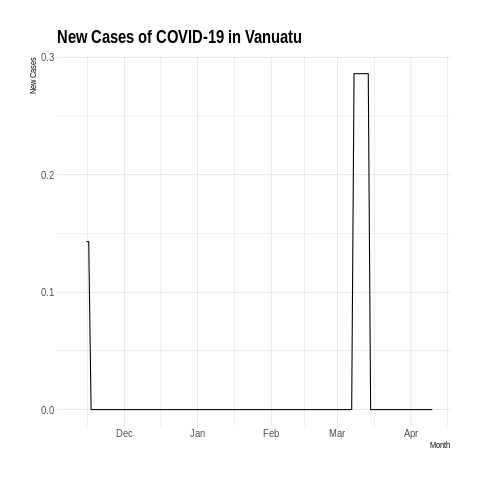 New Cases of COVID-19 in Vanuatu
New Cases
0.3
0.2
0.1
0.0
Dec Jan Feb Mar Apr
Month